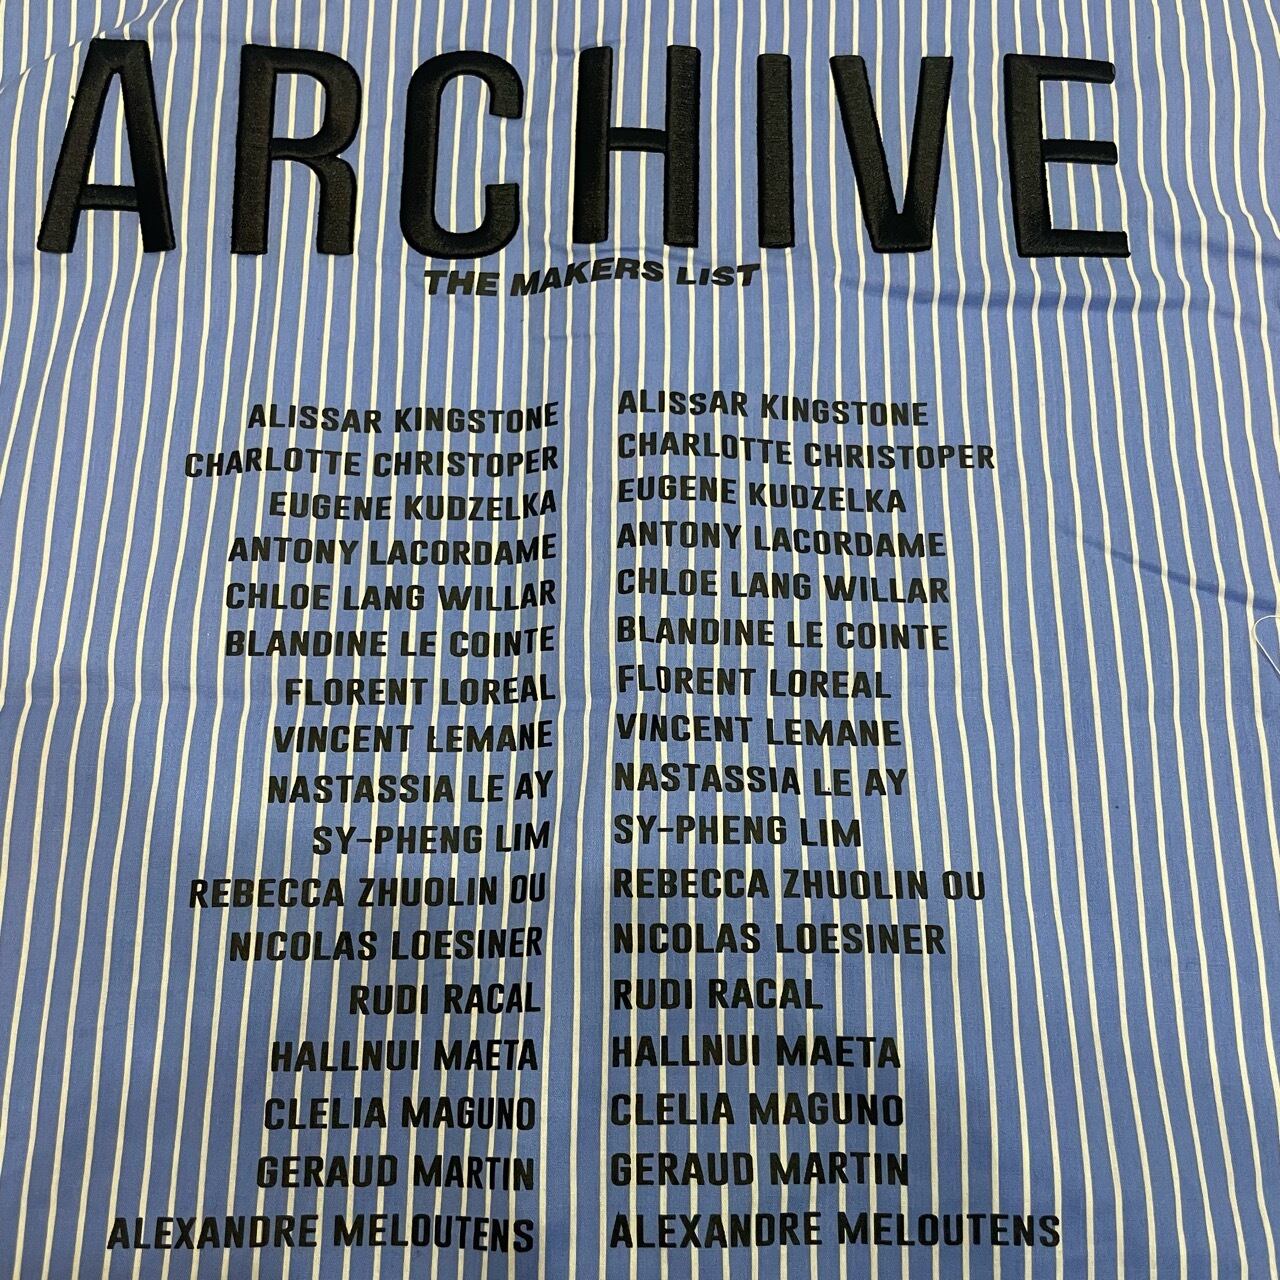 ARCHIVE
THE MAKERS LIST
ALISSAR KINGSTONE ALISSAR KINGSTONE
CHARLOTTE CHRISTOPER CHARLOTTE CHRISTOPER
EUGENE KUDZELKA EUGENE KUDZELKA
ANTONY LACORDAME ANTONY LACORDAME
CHLOE LANG WILLAR CHLOE LANG WILLAR
BLANDINE LE COINTE BLANDINE LE COINTE
FLORENT LOREAL FLORENT LOREAL
VINCENT LEMANE VINCENT LEMANE
NASTASSIA LE AY NASTASSIA LE AY
SY-PHENG LIM SY-PHENG LIM
REBECCA ZHUOLIN OU REBECCA ZHUOLIN OU
NICOLAS LOESINER NICOLAS LOESINER
RUDI RACAL RUDI RACAL
HALLNUI MAETA HALLNUI MAETA
CLELIA MAGUNO CLELIA MAGUNO
GERAUD MARTIN GERAUD MARTIN
ALEXANDRE MELOUTENS ALEXANDRE MELOUTENS